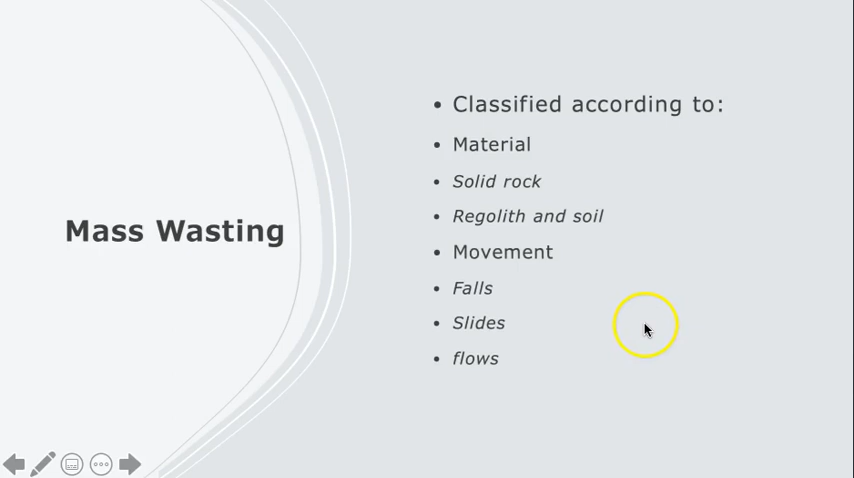 Mass Wasting
Classified according to:
Material
Solid rock
Regolith and soil
Movement
Falls
Slides
flows